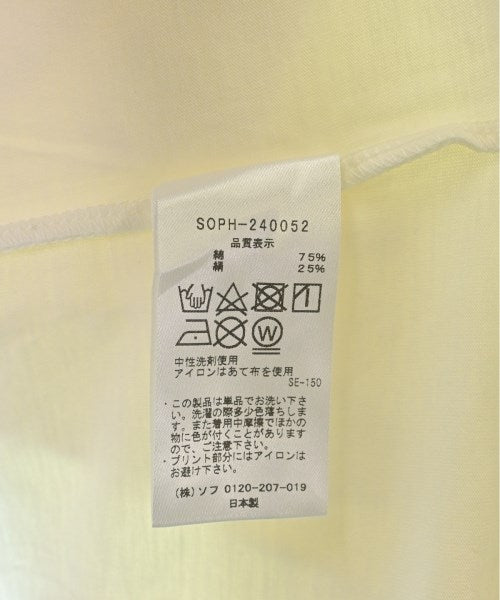 SOPH-240052
品質表示
綿 75%
絹 25%
W
中性洗剤使用
アイロンはあて布を使用
SE-150
・この製品は単品でお洗い下さ
い。洗濯の際多少色落ちしま
す。また着用中摩擦でほかの
物に色が付くことがあります
ので、ご注意下さい。
・プリント部分にはアイロンは
お避け下さい。
(株)ソフ 0120-207-019
日本製